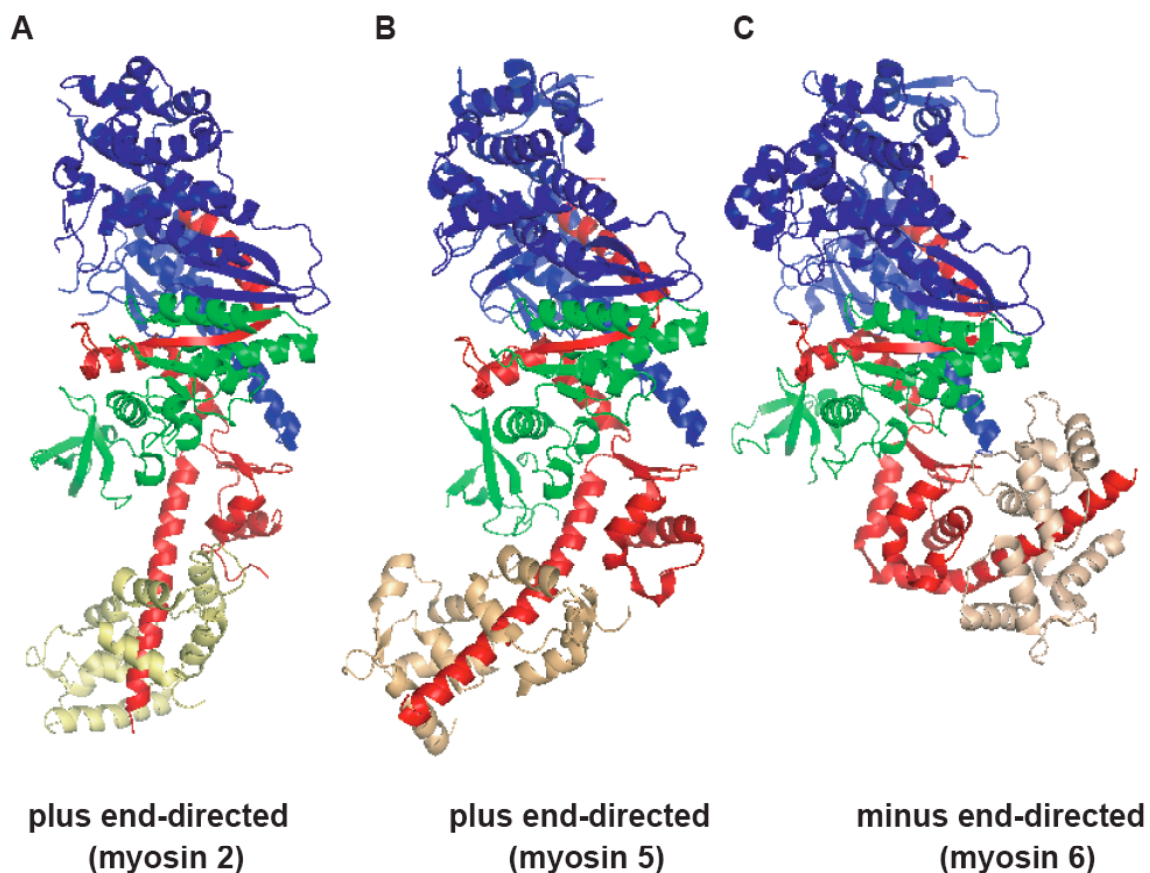 A
B
C
plus end-directed
(myosin 2)
plus end-directed
(myosin 5)
minus end-directed
(myosin 6)